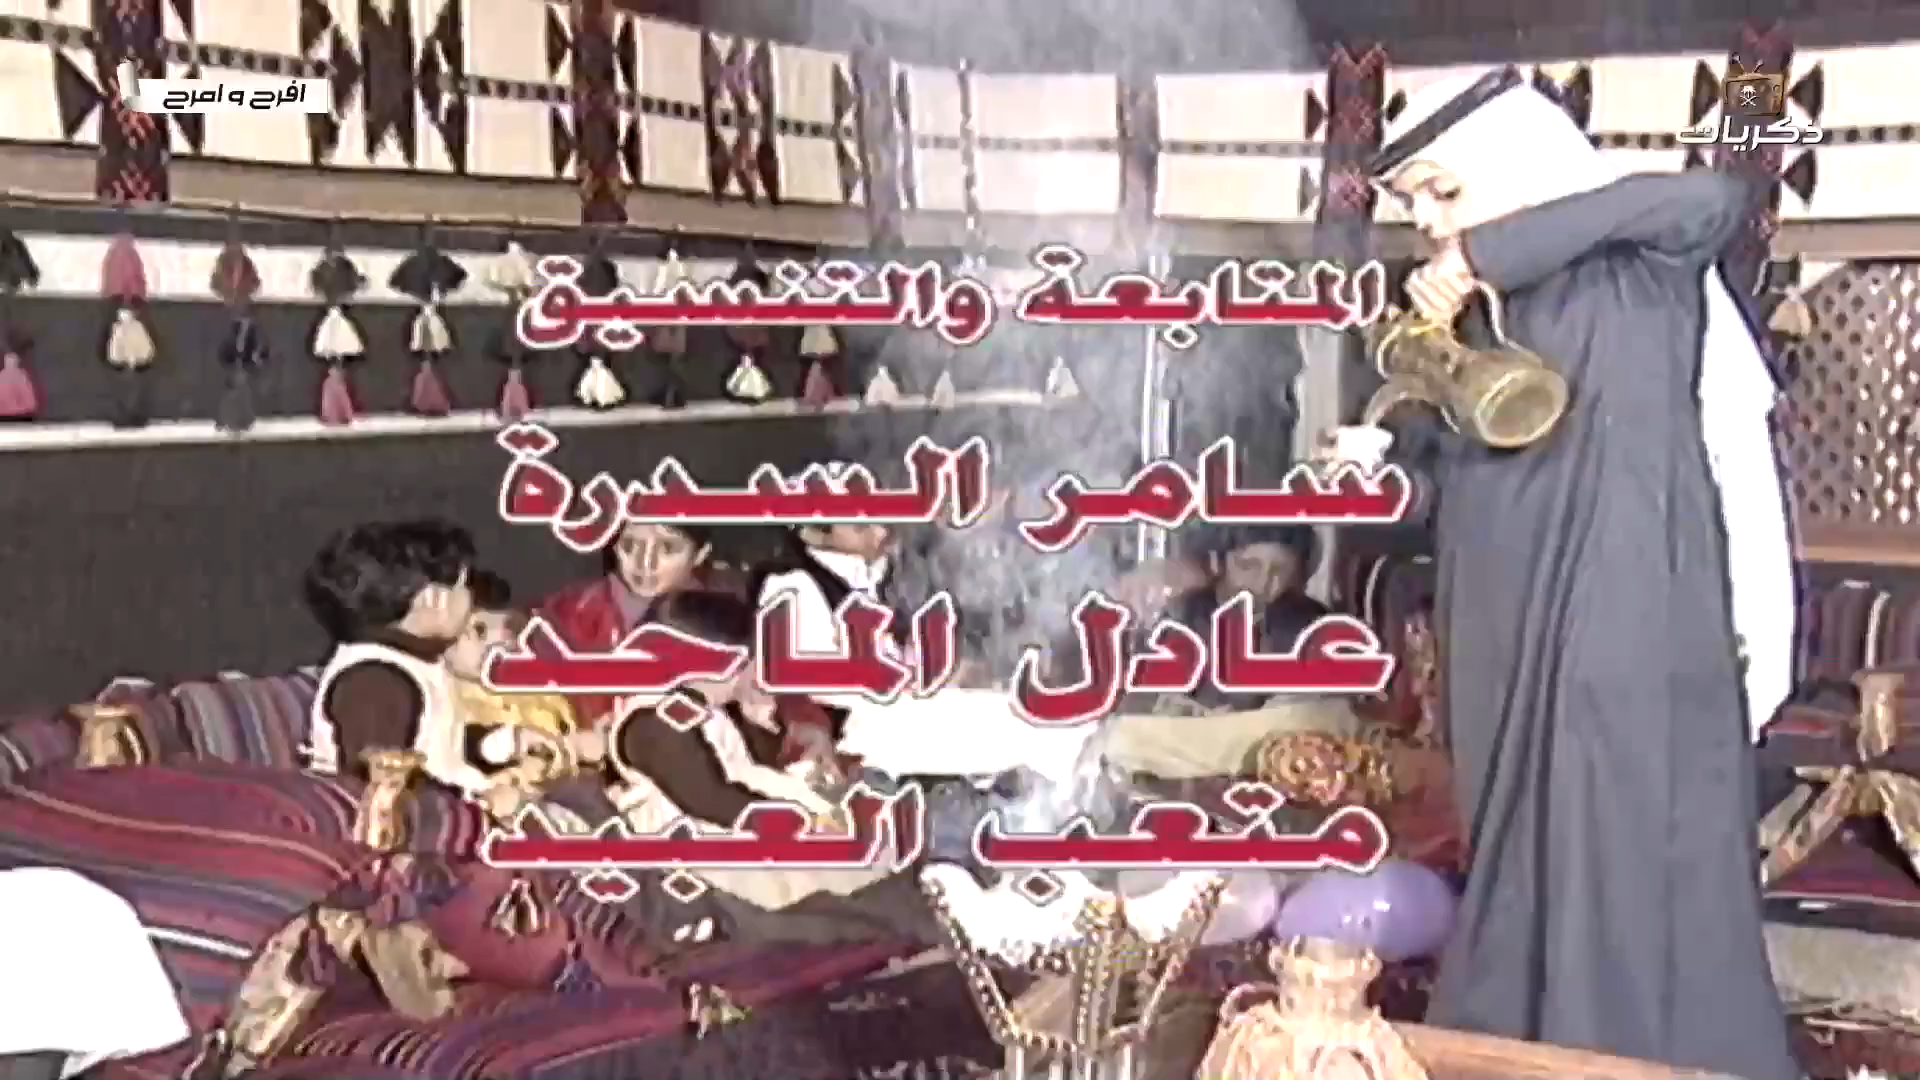 افرح و امرح
ذكريات
المتابعة والتنسيق
سامر السدرة
عادل الماجد
متعب العبيد